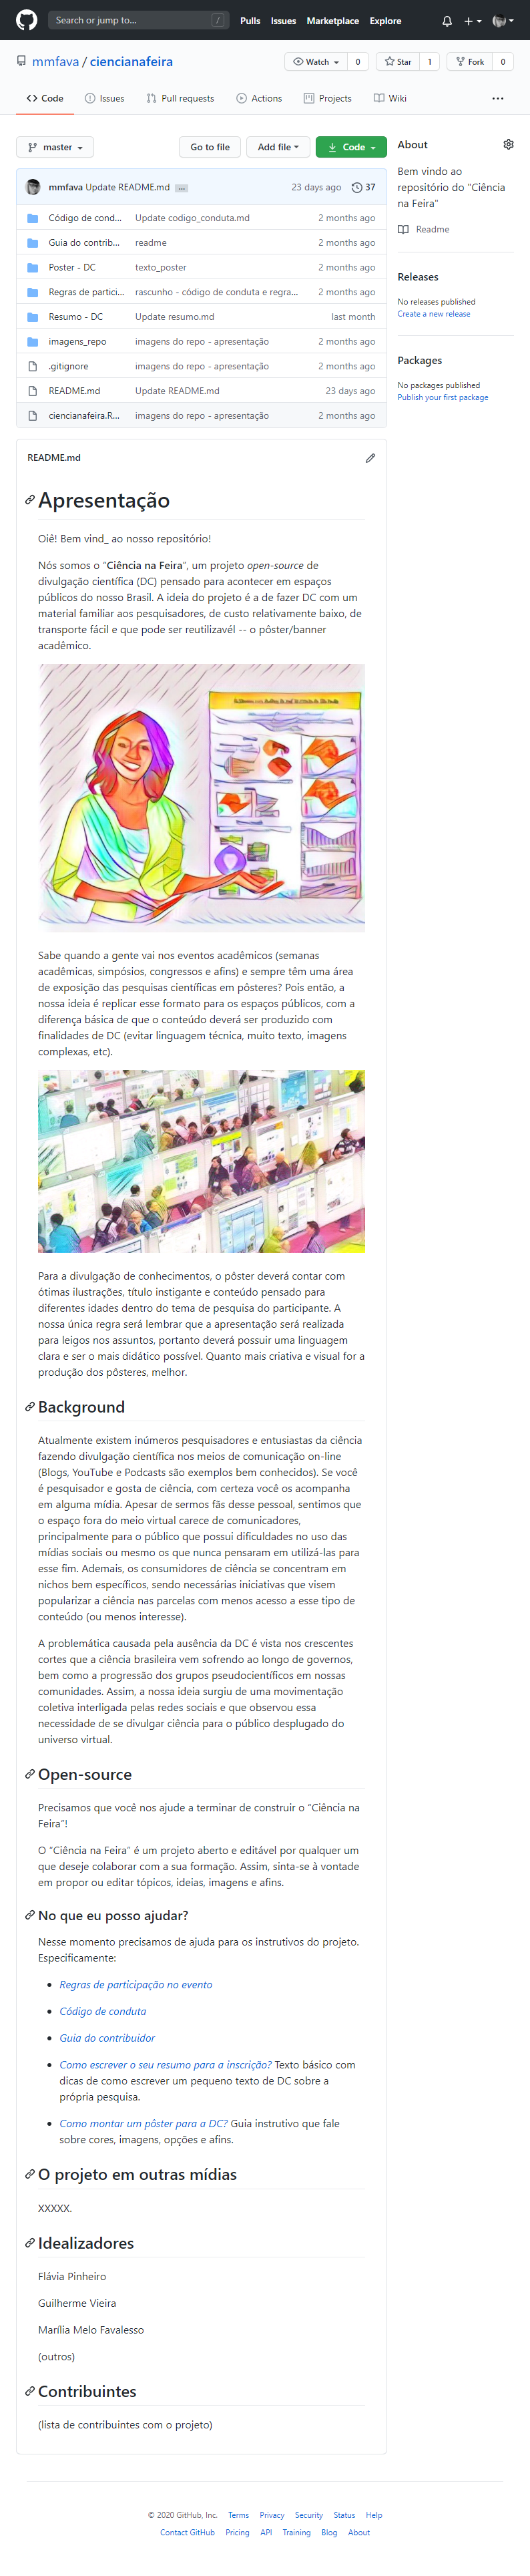 Search or jump to... /
Pulls Issues Marketplace Explore
mmfava / ciencianafeira
Watch 0 Star 1 Fork 0
Code Issues Pull requests Actions Projects Wiki ...
master Go to file Add file Code
mmfava Update README.md ... 23 days ago 37
Código de cond... Update codigo_conduta.md 2 months ago
Guia do contrib... readme 2 months ago
Poster - DC texto_poster 2 months ago
Regras de partici... rascunho - código de conduta e regra... 2 months ago
Resumo - DC Update resumo.md last month
imagens_repo imagens do repo - apresentação 2 months ago
.gitignore imagens do repo - apresentação 2 months ago
README.md Update README.md 23 days ago
ciencianafeira.R... imagens do repo - apresentação 2 months ago
About
Bem vindo ao
repositório do "Ciência
na Feira"
Readme
Releases
No releases published
Create a new release
Packages
No packages published
Publish your first package
README.md
Apresentação
Oiê! Bem vind_ ao nosso repositório!
Nós somos o "Ciência na Feira", um projeto open-source de
divulgação científica (DC) pensado para acontecer em espaços
públicos do nosso Brasil. A ideia do projeto é a de fazer DC com um
material familiar aos pesquisadores, de custo relativamente baixo, de
transporte fácil e que pode ser reutilizavél -- o pôster/banner
acadêmico.
Sabe quando a gente vai nos eventos acadêmicos (semanas
acadêmicas, simpósios, congressos e afins) e sempre têm uma área
de exposição das pesquisas científicas em pôsteres? Pois então, a
nossa ideia é replicar esse formato para os espaços públicos, com a
diferença básica de que o conteúdo deverá ser produzido com
finalidades de DC (evitar linguagem técnica, muito texto, imagens
complexas, etc).
Para a divulgação de conhecimentos, o pôster deverá contar com
ótimas ilustrações, título instigante e conteúdo pensado para
diferentes idades dentro do tema de pesquisa do participante. A
nossa única regra será lembrar que a apresentação será realizada
para leigos nos assuntos, portanto deverá possuir uma linguagem
clara e ser o mais didático possível. Quanto mais criativa e visual for a
produção dos pôsteres, melhor.
Background
Atualmente existem inúmeros pesquisadores e entusiastas da ciência
fazendo divulgação científica nos meios de comunicação on-line
(Blogs, YouTube e Podcasts são exemplos bem conhecidos). Se você
é pesquisador e gosta de ciência, com certeza você os acompanha
em alguma mídia. Apesar de sermos fãs desse pessoal, sentimos que
o espaço fora do meio virtual carece de comunicadores,
principalmente para o público que possui dificuldades no uso das
mídias sociais ou mesmo os que nunca pensaram em utilizá-las para
esse fim. Ademais, os consumidores de ciência se concentram em
nichos bem específicos, sendo necessárias iniciativas que visem
popularizar a ciência nas parcelas com menos acesso a esse tipo de
conteúdo (ou menos interesse).
A problemática causada pela ausência da DC é vista nos crescentes
cortes que a ciência brasileira vem sofrendo ao longo de governos,
bem como a progressão dos grupos pseudocientíficos em nossas
comunidades. Assim, a nossa ideia surgiu de uma movimentação
coletiva interligada pelas redes sociais e que observou essa
necessidade de se divulgar ciência para o público desplugado do
universo virtual.
Open-source
Precisamos que você nos ajude a terminar de construir o "Ciência na
Feira"!
O "Ciência na Feira" é um projeto aberto e editável por qualquer um
que deseje colaborar com a sua formação. Assim, sinta-se à vontade
em propor ou editar tópicos, ideias, imagens e afins.
No que eu posso ajudar?
Nesse momento precisamos de ajuda para os instrutivos do projeto.
Especificamente:
• Regras de participação no evento
• Código de conduta
• Guia do contribuidor
• Como escrever o seu resumo para a inscrição? Texto básico com
dicas de como escrever um pequeno texto de DC sobre a
própria pesquisa.
• Como montar um pôster para a DC? Guia instrutivo que fale
sobre cores, imagens, opções e afins.
O projeto em outras mídias
XXXXX.
Idealizadores
Flávia Pinheiro
Guilherme Vieira
Marília Melo Favalesso
(outros)
Contribuintes
(lista de contribuintes com o projeto)
© 2020 GitHub, Inc. Terms Privacy Security Status Help
Contact GitHub Pricing API Training Blog About